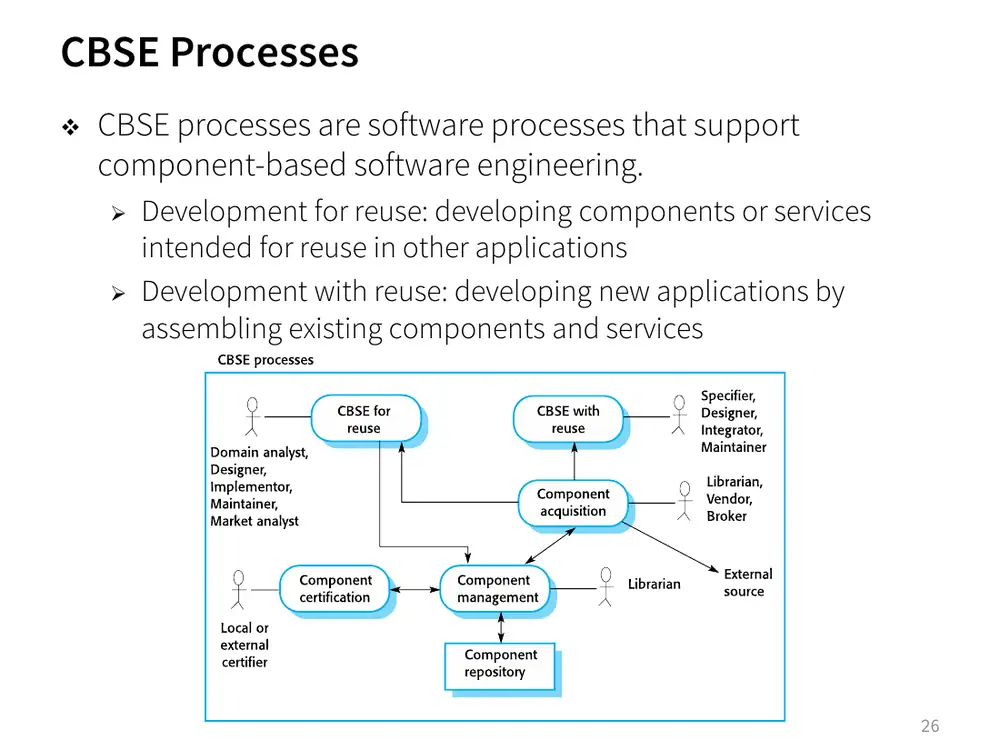 CBSE Processes
❖ CBSE processes are software processes that support
component-based software engineering.
➢ Development for reuse: developing components or services
intended for reuse in other applications
➢ Development with reuse: developing new applications by
assembling existing components and services
CBSE processes
CBSE for
reuse
CBSE with
reuse
Specifier,
Designer,
Integrator,
Maintainer
Domain analyst,
Designer,
Implementor,
Maintainer,
Market analyst
Component
acquisition
Librarian,
Vendor,
Broker
External
source
Component
certification
Component
management
Librarian
Local or
external
certifier
Component
repository
26